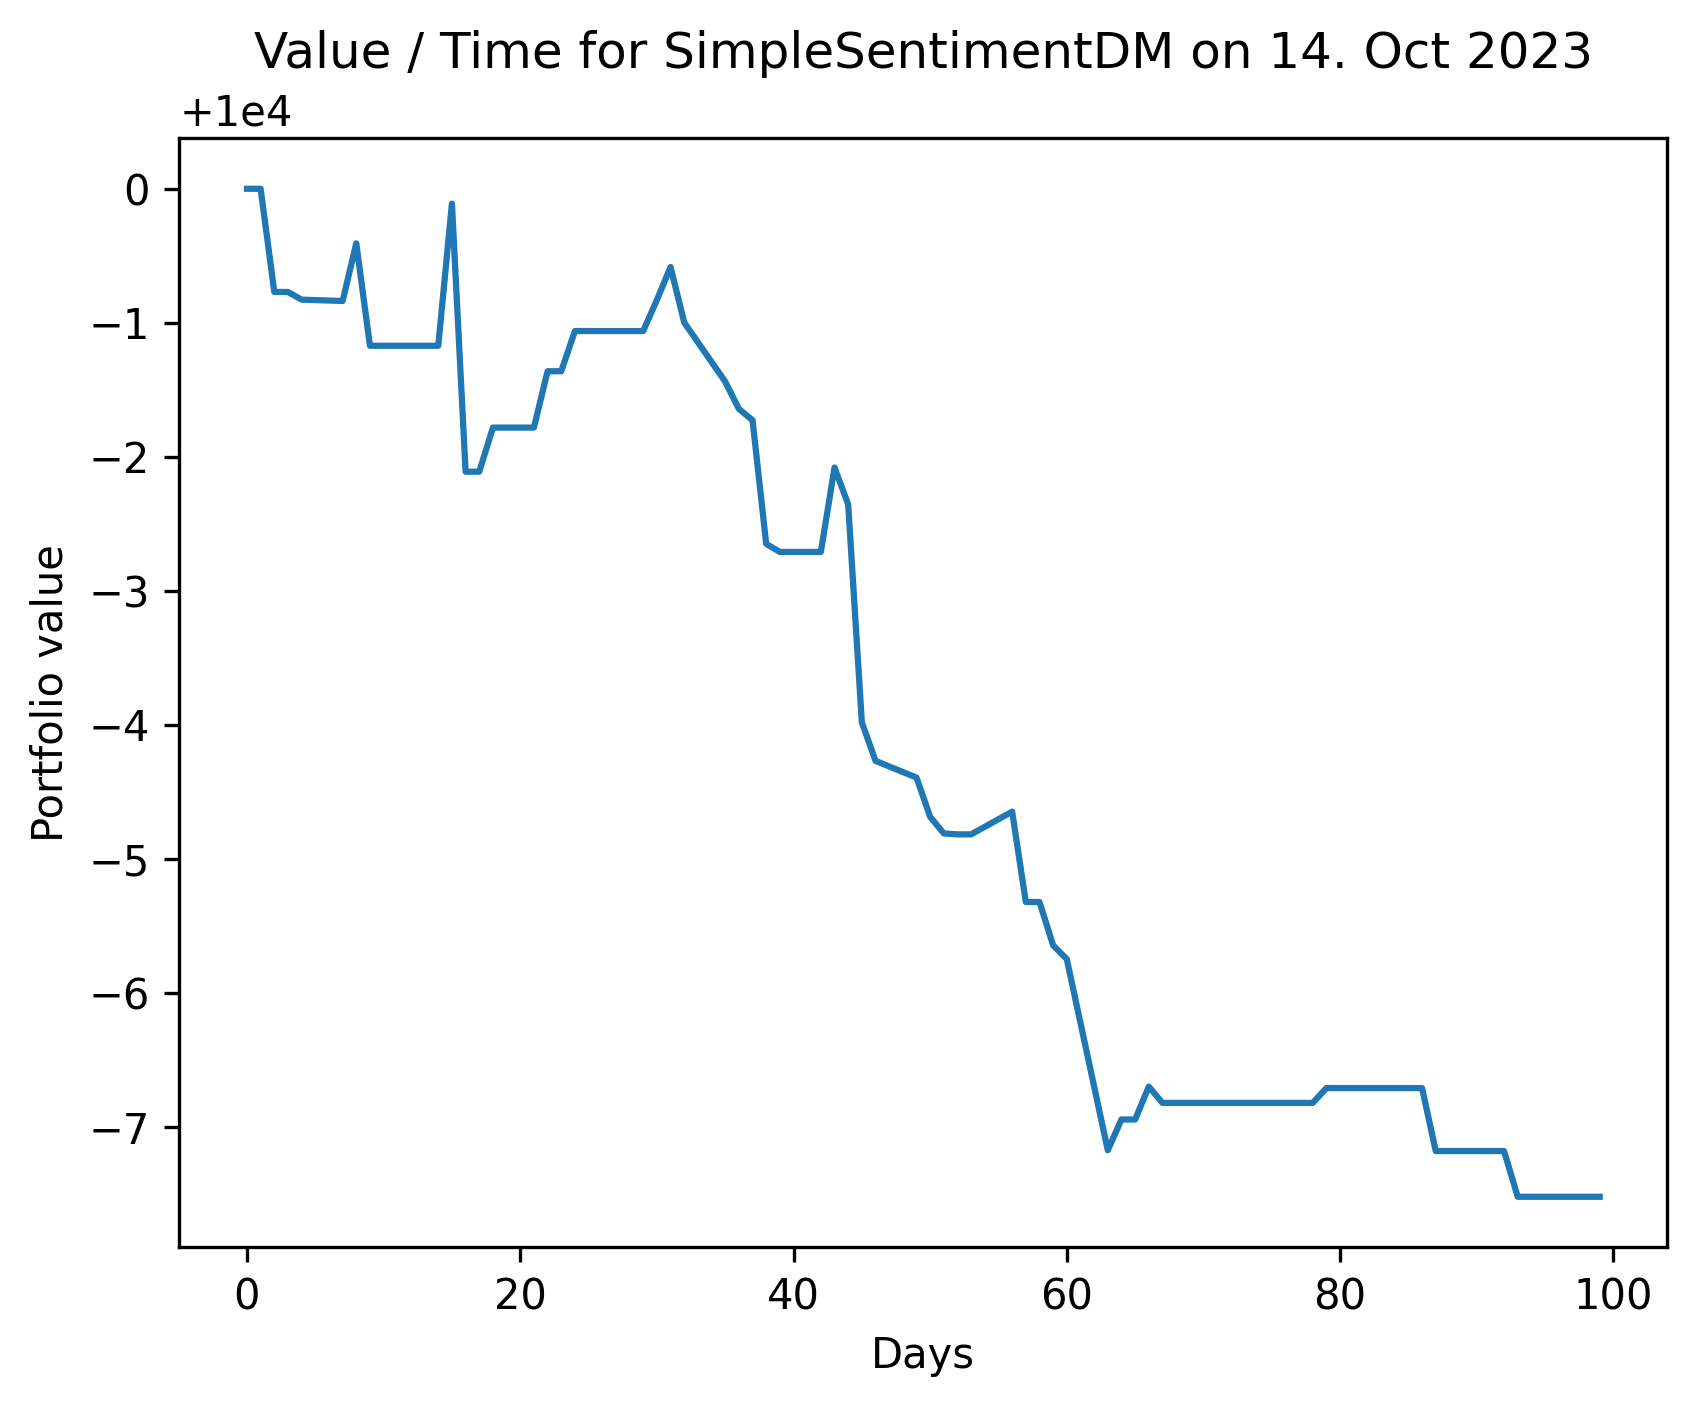 Value / Time for SimpleSentimentDM on 14. Oct 2023
+1e4
0
−1
−2
−3
−4
−5
−6
−7
Portfolio value
0 20 40 60 80 100
Days